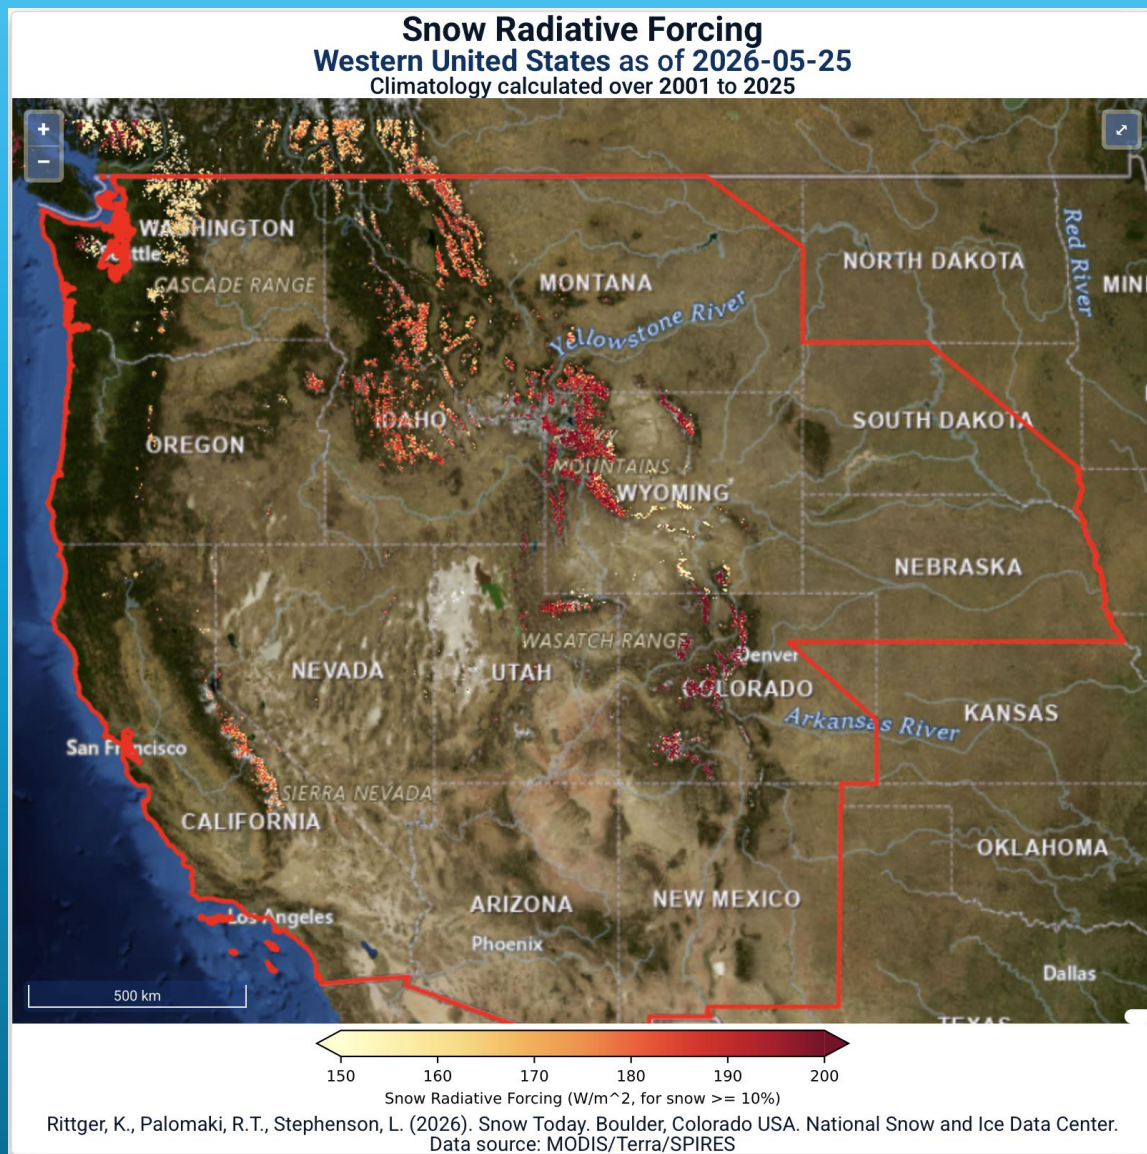 Snow Radiative Forcing
Western United States as of 2026-05-25
Climatology calculated over 2001 to 2025
+
−
WASHINGTON
Seattle
CASCADE RANGE
MONTANA
NORTH DAKOTA
Red River
Yellowstone River
IDAHO
SOUTH DAKOTA
OREGON
MOUNTAINS
WYOMING
NEBRASKA
WASATCH RANGE
Denver
NEVADA
UTAH
COLORADO
KANSAS
Arkansas River
San Francisco
SIERRA NEVADA
CALIFORNIA
OKLAHOMA
ARIZONA
NEW MEXICO
Los Angeles
Phoenix
Dallas
500 km
TEXAS
150 160 170 180 190 200
Snow Radiative Forcing (W/m^2, for snow >= 10%)
Rittger, K., Palomaki, R.T., Stephenson, L. (2026). Snow Today. Boulder, Colorado USA. National Snow and Ice Data Center.
Data source: MODIS/Terra/SPIRES